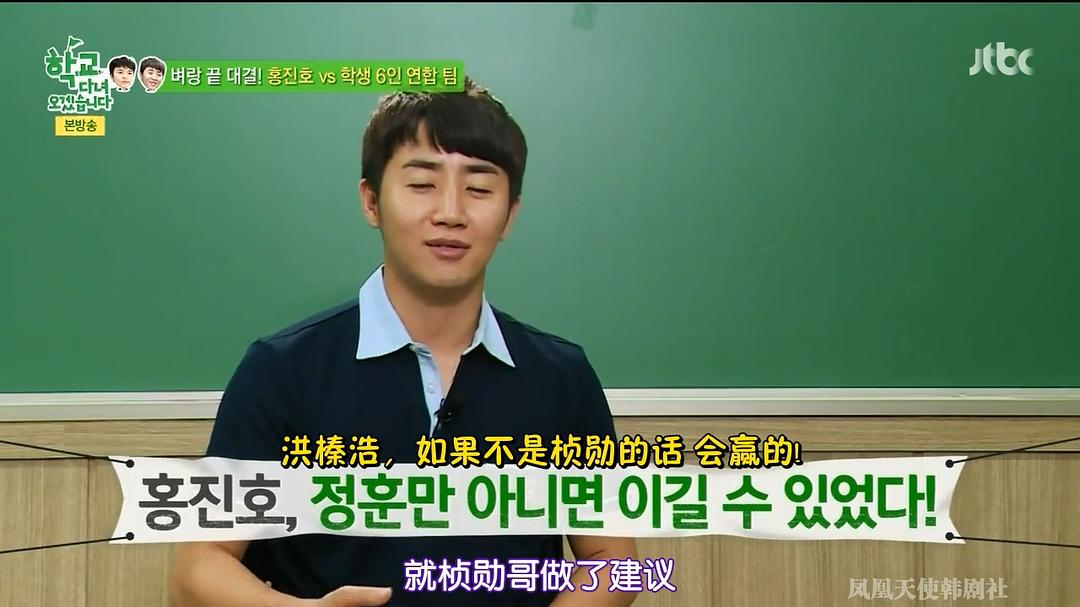 학교
다녀
오겠습니다
본방송
벼랑 끝 대결! 홍진호 vs 학생 6인 연합 팀
jtbc
洪榛浩，如果不是桢勋的话 会赢的!
홍진호, 정훈만 아니면 이길 수 있었다!
就桢勋哥做了建议
凤凰天使韩剧社